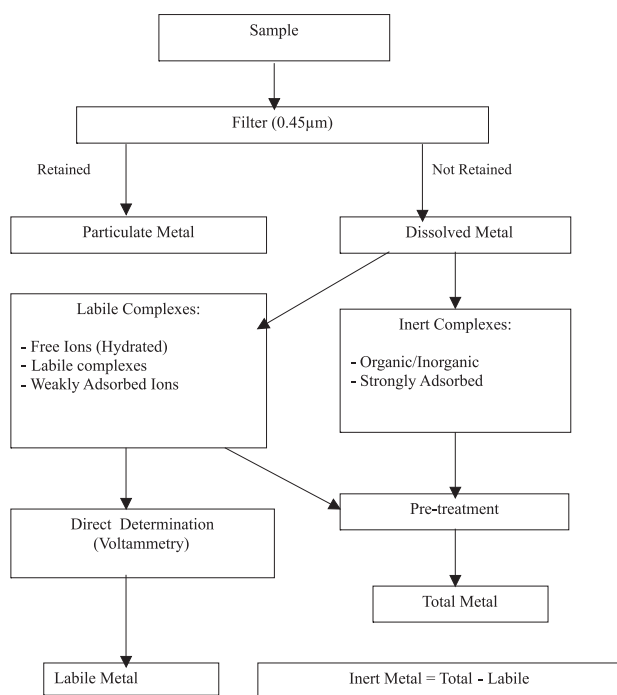 Sample
Filter (0.45µm)
Retained
Not Retained
Particulate Metal
Dissolved Metal
Labile Complexes:
- Free Ions (Hydrated)
- Labile complexes
- Weakly Adsorbed Ions
Inert Complexes:
- Organic/Inorganic
- Strongly Adsorbed
Direct Determination
(Voltammetry)
Pre-treatment
Total Metal
Labile Metal
Inert Metal = Total - Labile